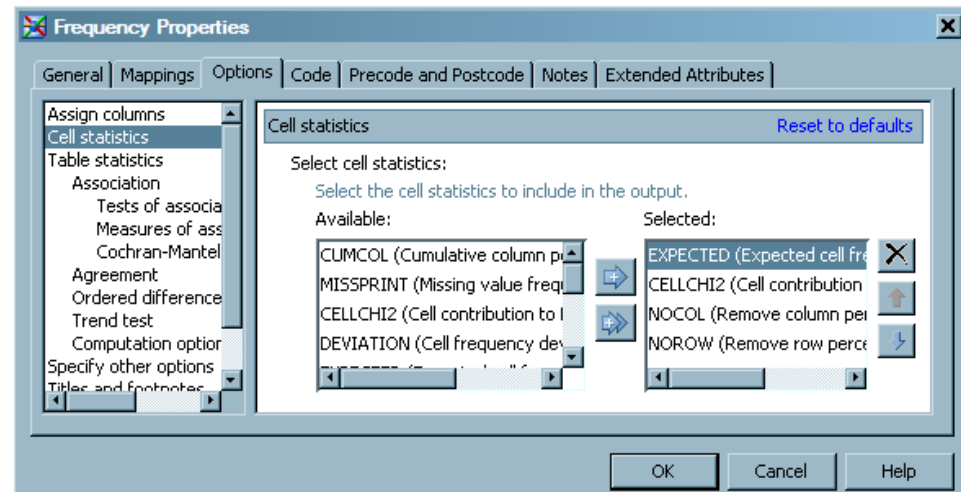 Frequency Properties
General Mappings Options Code Precode and Postcode Notes Extended Attributes
Assign columns
Cell statistics
Table statistics
Association
Tests of associa
Measures of ass
Cochran-Mantel
Agreement
Ordered difference
Trend test
Computation option
Specify other options
Titles and footnotes
Cell statistics Reset to defaults
Select cell statistics:
Select the cell statistics to include in the output.
Available: Selected:
CUMCOL (Cumulative column p
MISSPRINT (Missing value frequ
CELLCHI2 (Cell contribution to
DEVIATION (Cell frequency dev
EXPECTED (Expected cell fre
CELLCHI2 (Cell contribution
NOCOL (Remove column per
NOROW (Remove row perce
OK Cancel Help